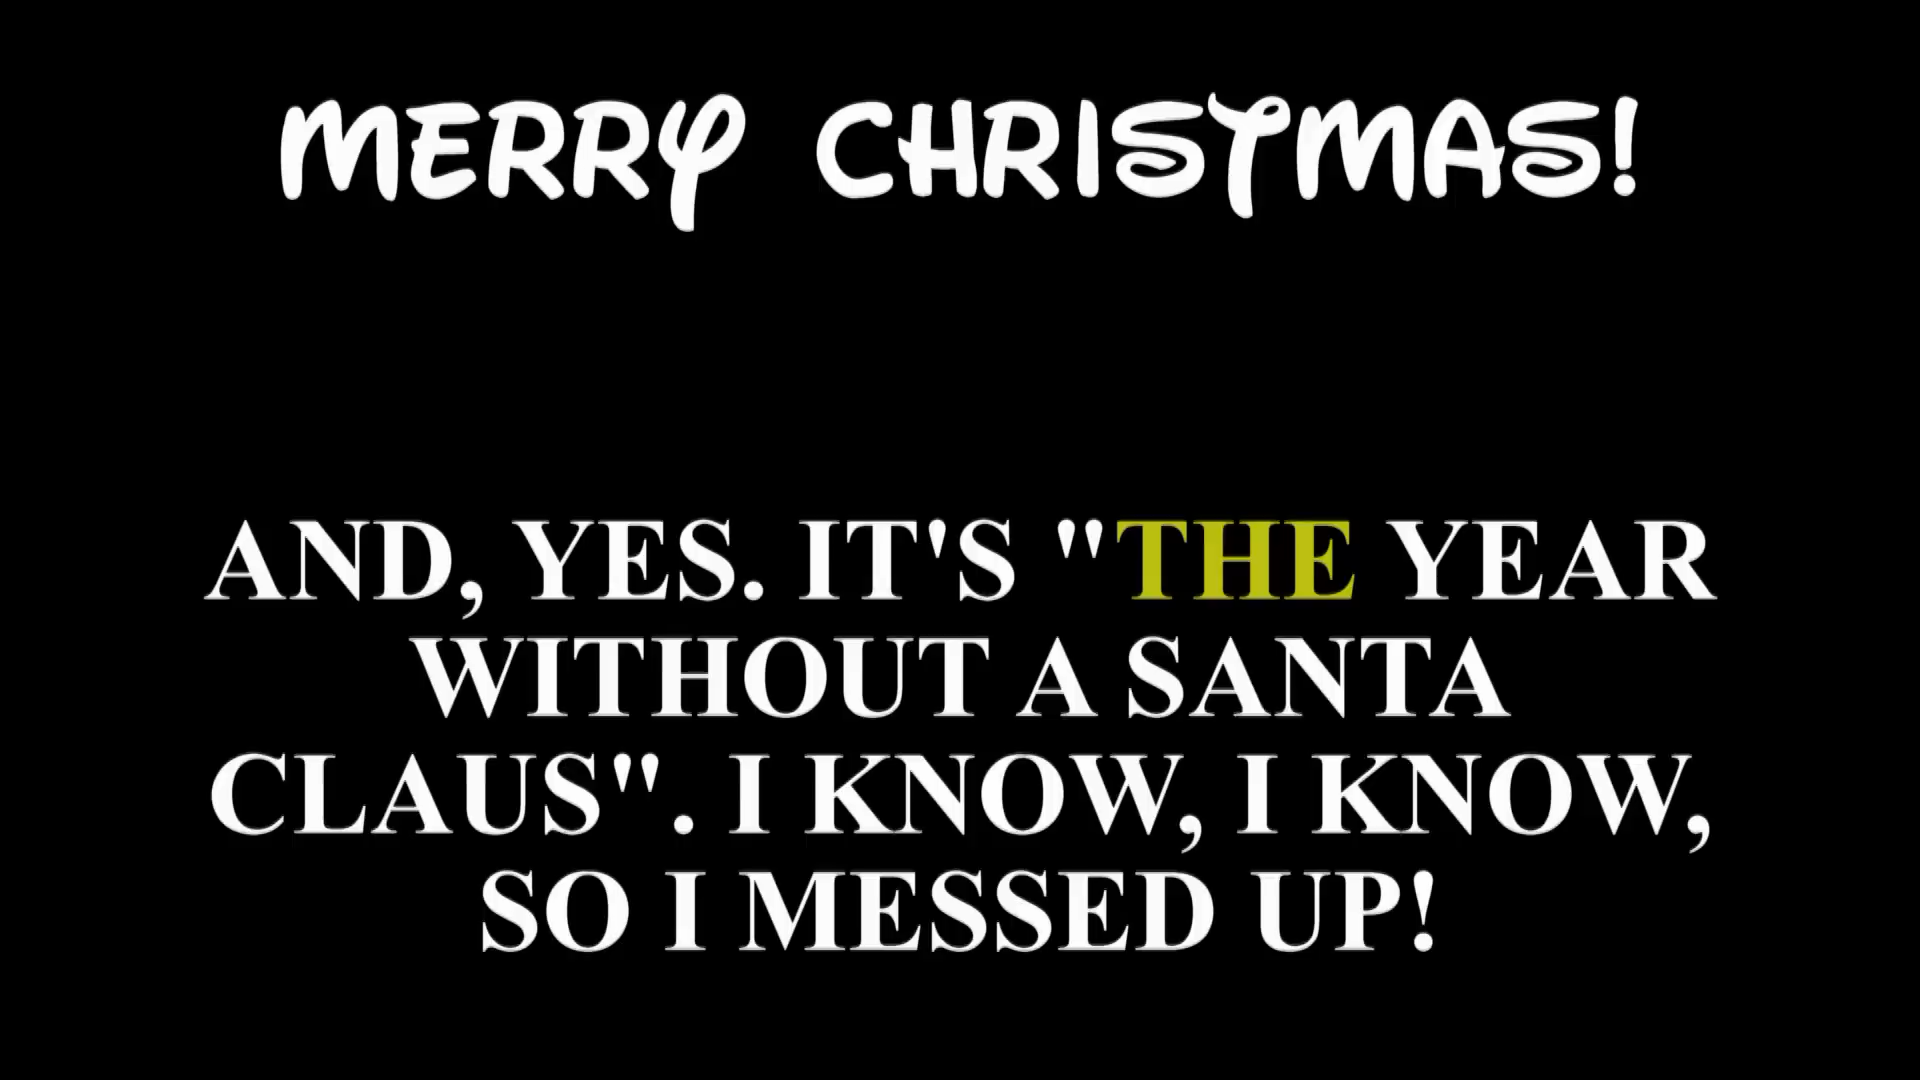 MERRY CHRISTMAS!
AND, YES. IT'S "THE YEAR
WITHOUT A SANTA
CLAUS". I KNOW, I KNOW,
SO I MESSED UP!